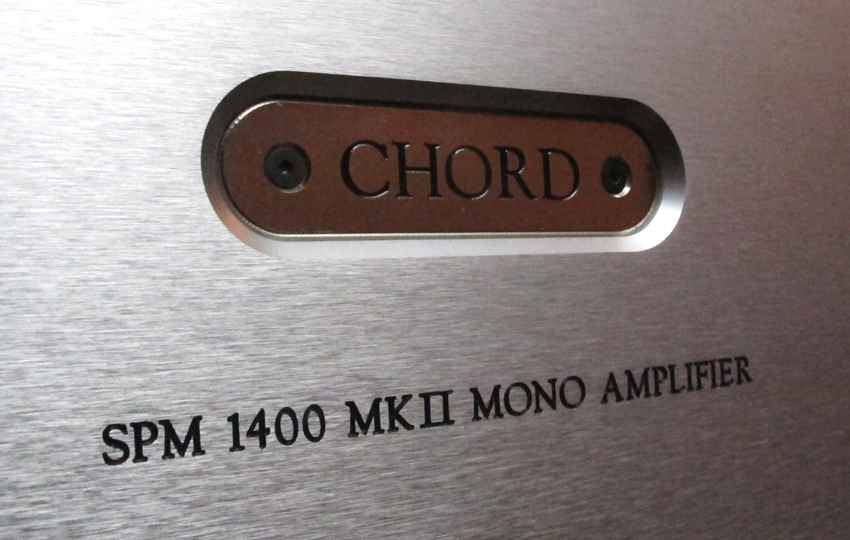 CHORD
SPM 1400 MKII MONO AMPLIFIER